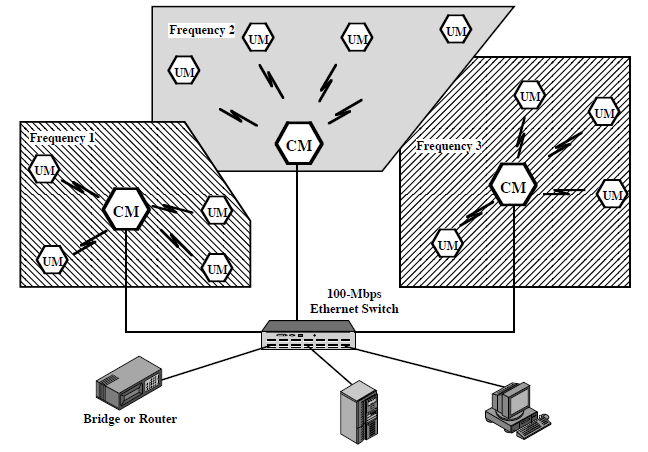 Frequency 2
UM
UM
UM
UM
CM
Frequency 1
UM
CM
UM
UM
UM
Frequency 3
UM
UM
CM
UM
UM
100-Mbps
Ethernet Switch
Bridge or Router